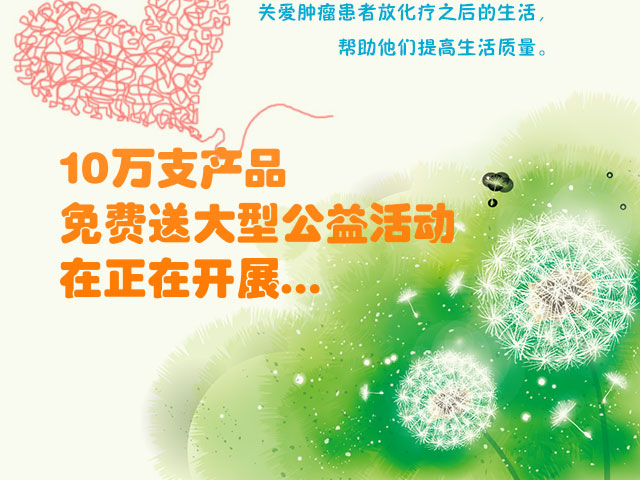 关爱肿瘤患者放化疗之后的生活，
帮助他们提高生活质量。
10万支产品
免费送大型公益活动
在正在开展...